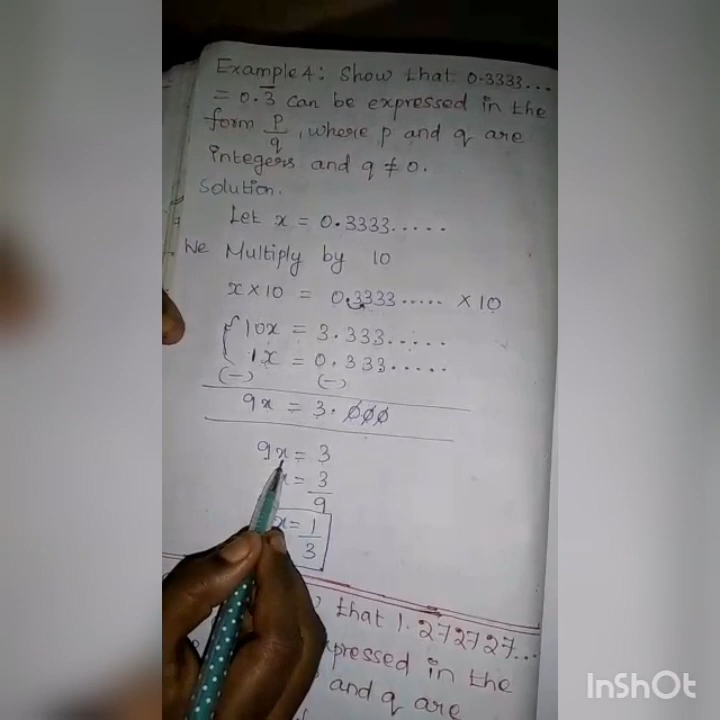 Example 4: Show that 0.3333...
= 0.3̅ can be expressed in the
form p/q, where p and q are
integers and q ≠ 0.
Solution.
Let x = 0.3333.....
We Multiply by 10
x × 10 = 0.3333..... × 10
10x = 3.333.....
1x = 0.333.....
(-) (-)
9x = 3.000
9x = 3
x = 3/9
x = 1/3
that 1.272727...
pressed in the
and q are
InShOt